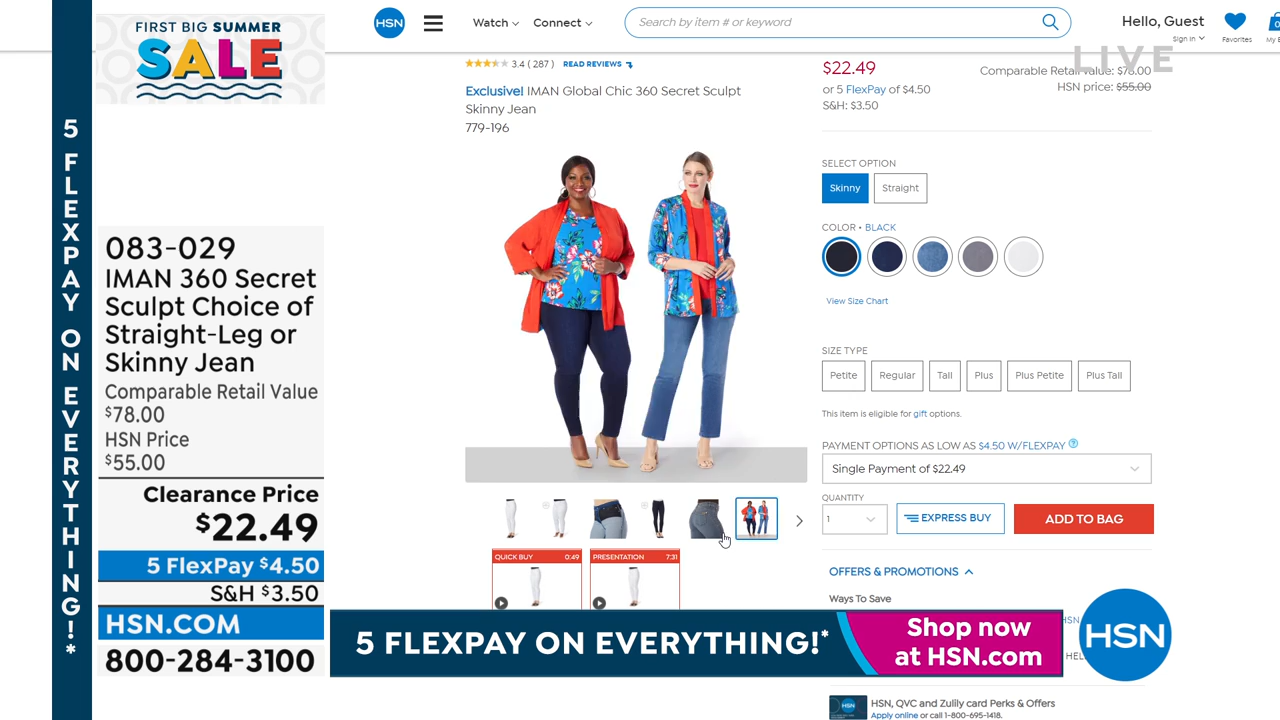 FIRST BIG SUMMER
SALE
5 FLEXPAY ON EVERYTHING!*
083-029
IMAN 360 Secret
Sculpt Choice of
Straight-Leg or
Skinny Jean
Comparable Retail Value
$78.00
HSN Price
$55.00
Clearance Price
$22.49
5 FlexPay $4.50
S&H $3.50
HSN.COM
800-284-3100
HSN
Watch
Connect
Search by item # or keyword
Hello, Guest
Sign In
Favorites
0
LIVE
3.4 ( 287 )
READ REVIEWS
Exclusive! IMAN Global Chic 360 Secret Sculpt
Skinny Jean
779-196
$22.49
or 5 FlexPay of $4.50
S&H: $3.50
Comparable Retail Value: $78.00
HSN price: $55.00
SELECT OPTION
Skinny
Straight
COLOR • BLACK
View Size Chart
SIZE TYPE
Petite
Regular
Tall
Plus
Plus Petite
Plus Tall
This item is eligible for gift options.
PAYMENT OPTIONS AS LOW AS $4.50 W/FLEXPAY ?
Single Payment of $22.49
QUANTITY
1
EXPRESS BUY
ADD TO BAG
QUICK BUY 0:49
PRESENTATION 7:31
OFFERS & PROMOTIONS
Ways To Save
5 FLEXPAY ON EVERYTHING!*
Shop now
at HSN.com
HSN
HSN
HSN, QVC and Zulily card Perks & Offers
Apply online or call 1-800-695-1418.